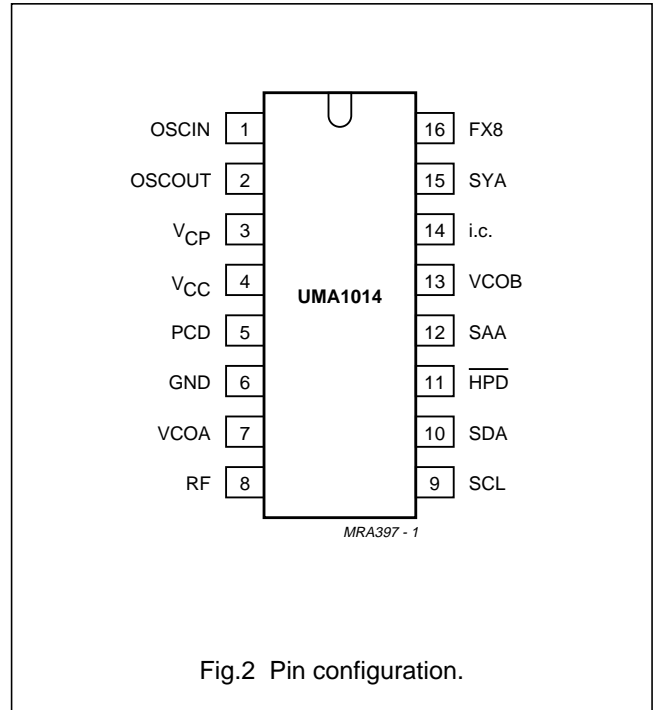 OSCIN 1 16 FX8
OSCOUT 2 15 SYA
VCP 3 14 i.c.
VCC 4 13 VCOB
UMA1014
PCD 5 12 SAA
GND 6 11 HPD
VCOA 7 10 SDA
RF 8 9 SCL
MRA397 - 1
Fig.2 Pin configuration.